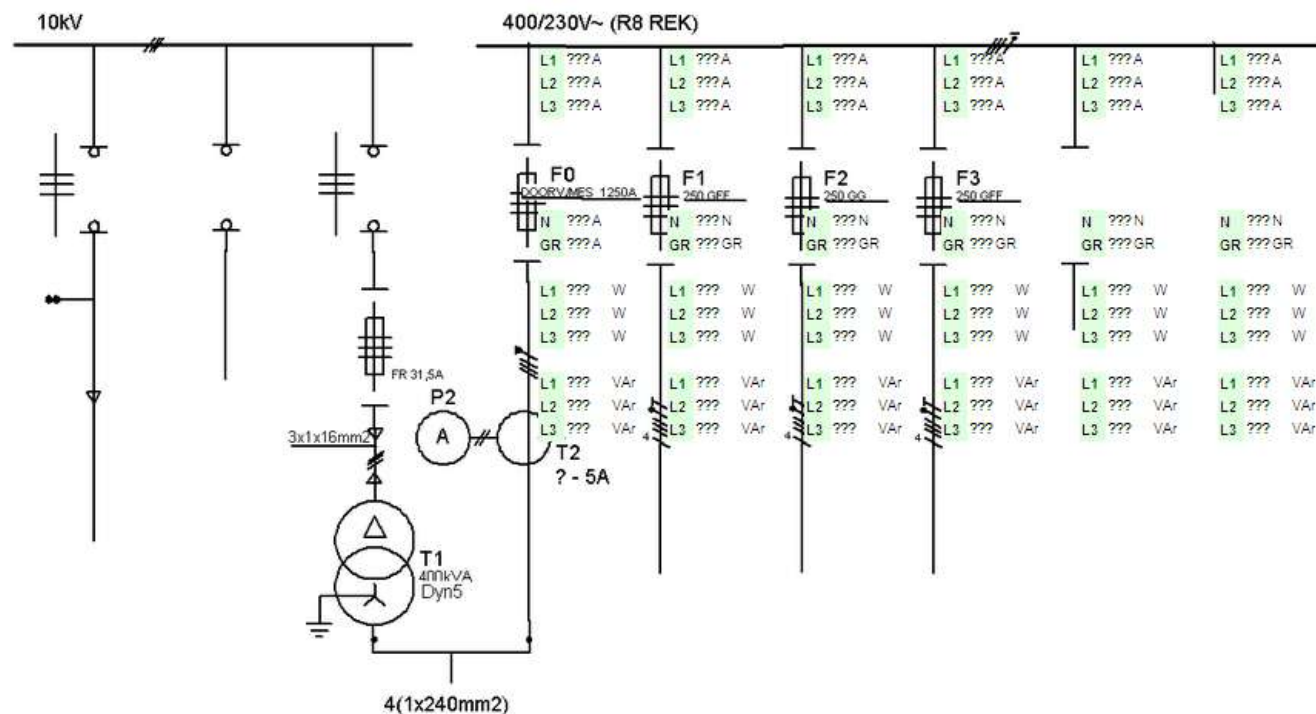 10kV
400/230V~ (R8 REK)
L1 ???A L1 ???A L1 ???A L1 ???A L1 ???A L1 ???A
L2 ???A L2 ???A L2 ???A L2 ???A L2 ???A L2 ???A
L3 ???A L3 ???A L3 ???A L3 ???A L3 ???A L3 ???A
F0 F1 F2 F3
1250A 250 GG
N ???A N ???N N ???N N ???N N ???N N ???N
GR ???A GR ???GR GR ???GR GR ???GR GR ???GR GR ???GR
L1 ??? W L1 ??? W L1 ??? W L1 ??? W L1 ??? W L1 ??? W
L2 ??? W L2 ??? W L2 ??? W L2 ??? W L2 ??? W L2 ??? W
L3 ??? W L3 ??? W L3 ??? W L3 ??? W L3 ??? W L3 ??? W
FR 31,5A
L1 ??? VAr L1 ??? VAr L1 ??? VAr L1 ??? VAr L1 ??? VAr L1 ??? VAr
P2 L2 ??? VAr L2 ??? VAr L2 ??? VAr L2 ??? VAr L2 ??? VAr L2 ??? VAr
3x1x16mm2 A L3 ??? VAr 4 L3 ??? VAr 4 L3 ??? VAr 4 L3 ??? VAr L3 ??? VAr L3 ??? VAr
T2
? - 5A
T1
400kVA
Dyn5
4(1x240mm2)